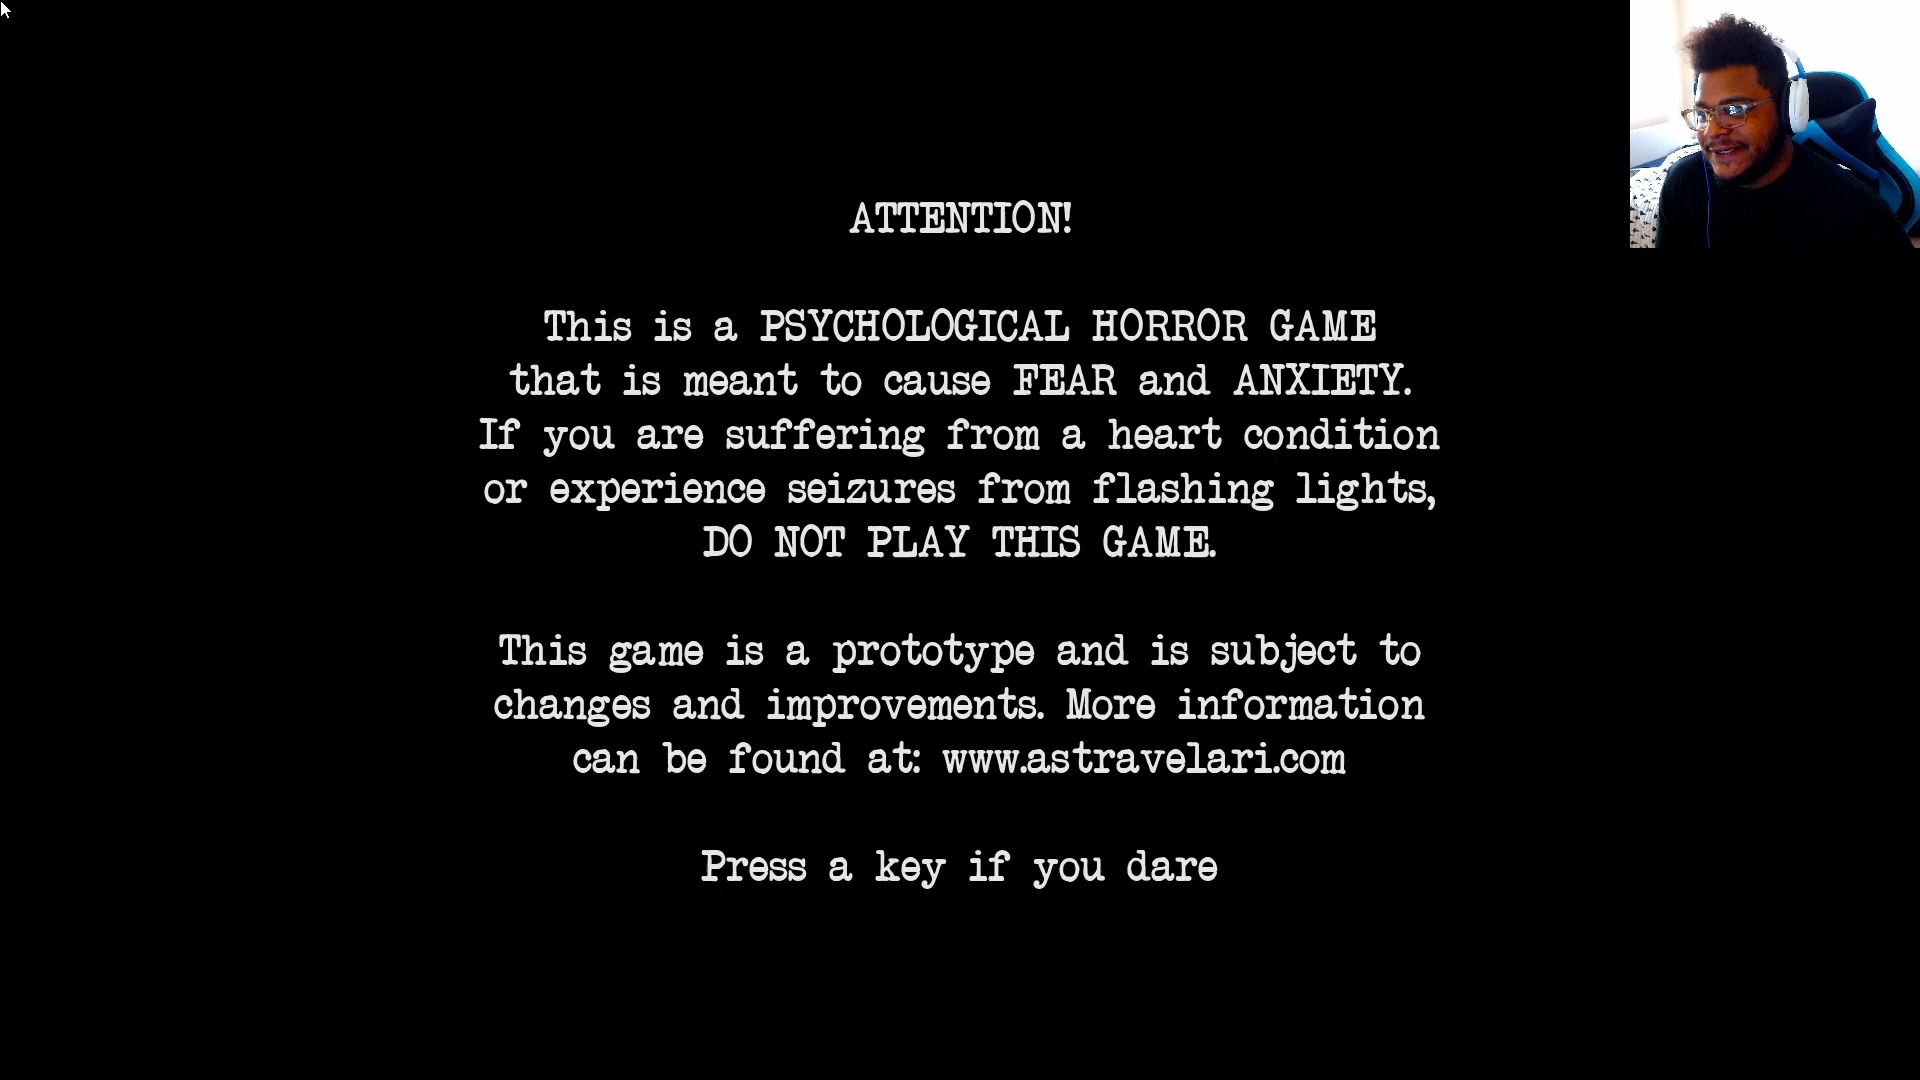 ATTENTION!
This is a PSYCHOLOGICAL HORROR GAME
that is meant to cause FEAR and ANXIETY.
If you are suffering from a heart condition
or experience seizures from flashing lights,
DO NOT PLAY THIS GAME.
This game is a prototype and is subject to
changes and improvements. More information
can be found at: www.astravelari.com
Press a key if you dare